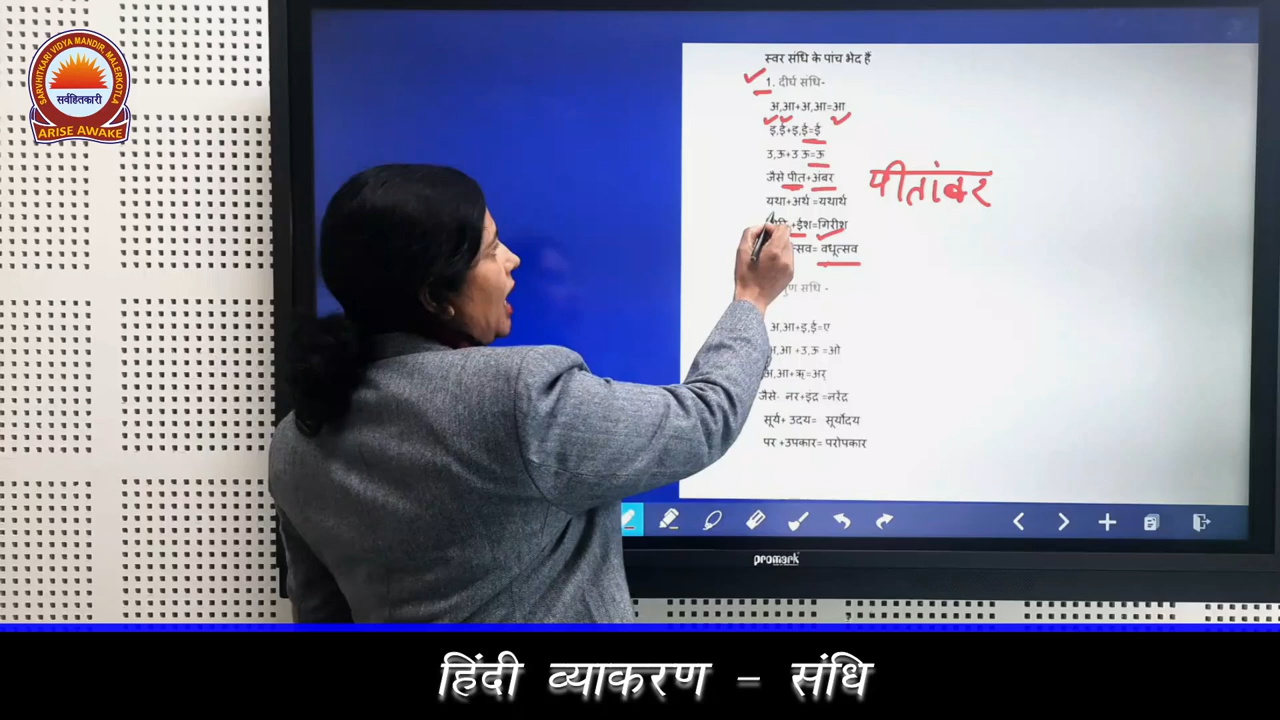 SARVHITKARI VIDYA MANDIR, MALERKOTLA
सर्वहितकारी
ARISE AWAKE
स्वर संधि के पांच भेद हैं
1. दीर्घ संधि-
अ,आ+अ,आ=आ
इ,ई+इ,ई=ई
उ,ऊ+उ ऊ=ऊ
जैसे पीत+अंबर
पीतांबर
यथा+अर्थ =यथार्थ
+ईश=गिरीश
वधूत्सव
संधि -
अ,आ+इ,ई=ए
अ,आ +उ,ऊ =ओ
अ,आ+ऋ=अर्
जैसे- नर+इंद्र =नरेंद्र
सूर्य+ उदय= सूर्योदय
पर +उपकार= परोपकार
promark
हिंदी व्याकरण - संधि